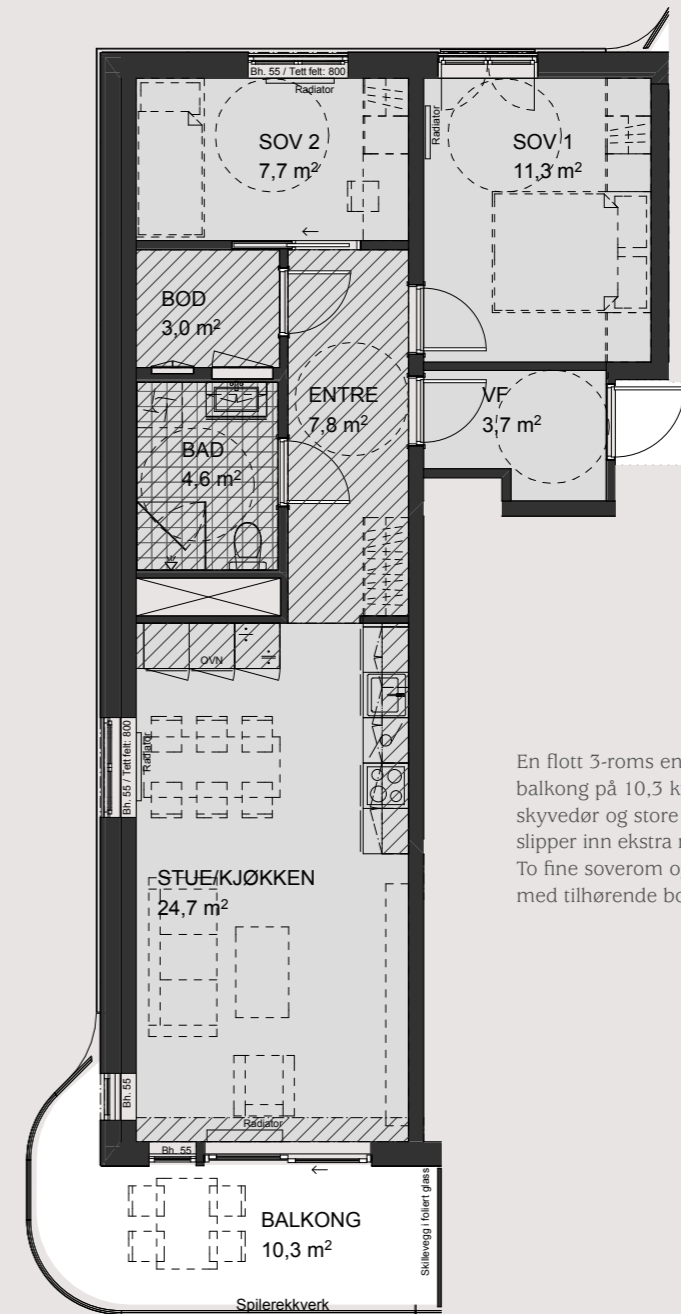 Bh. 55 / Tett felt: 800
Radiator
SOV 2
7,7 m²
Radiator
SOV 1
11,3 m²
BOD
3,0 m²
ENTRE
7,8 m²
VF
3,7 m²
BAD
4,6 m²
OVN
Bh. 55 / Tett felt: 800
Radiator
En flott 3-roms en
balkong på 10,3 k
skyvedør og store
slipper inn ekstra
To fine soverom o
med tilhørende bo
STUE/KJØKKEN
24,7 m²
Bh. 55
Radiator
Bh. 55
Skillevegg i foliert glass
BALKONG
10,3 m²
Spilerekkverk